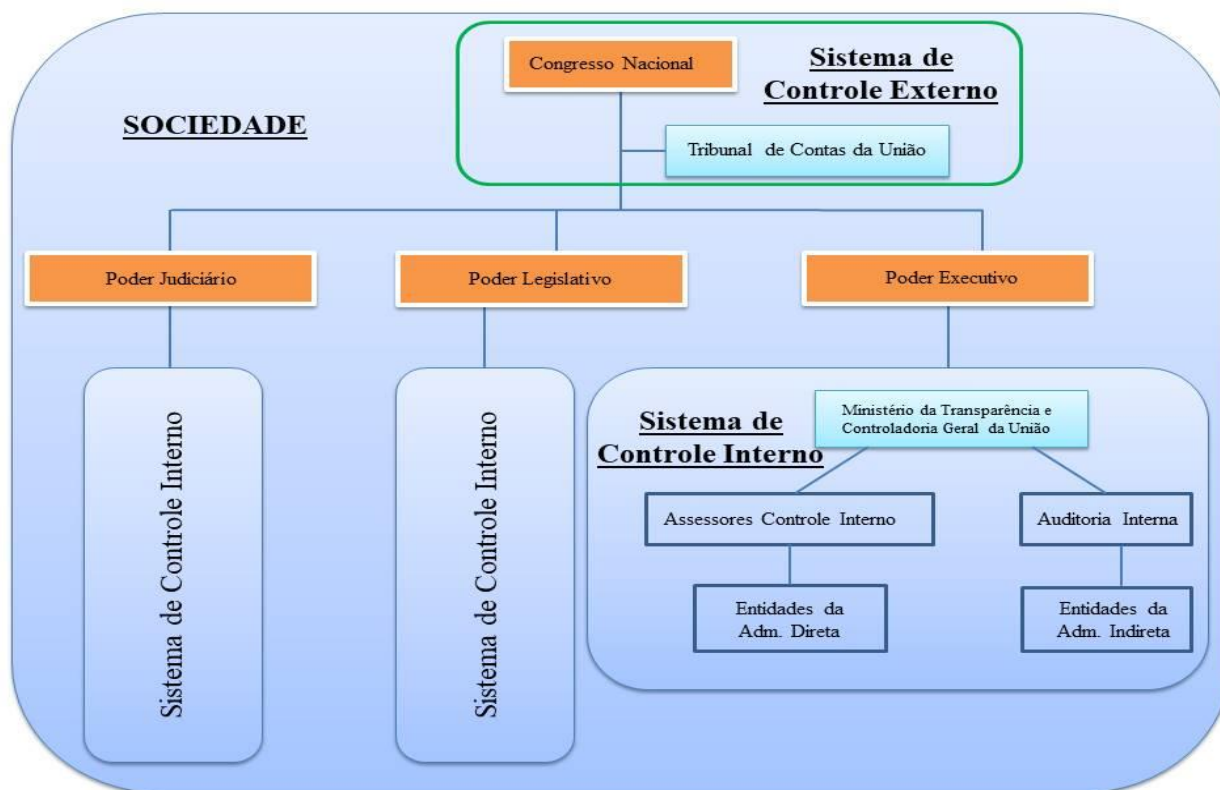 Congresso Nacional
Sistema de
Controle Externo
SOCIEDADE
Tribunal de Contas da União
Poder Judiciário
Poder Legislativo
Poder Executivo
Sistema de Controle Interno
Sistema de Controle Interno
Sistema de
Controle Interno
Ministério da Transparência e
Controladoria Geral da União
Assessores Controle Interno
Auditoria Interna
Entidades da
Adm. Direta
Entidades da
Adm. Indireta